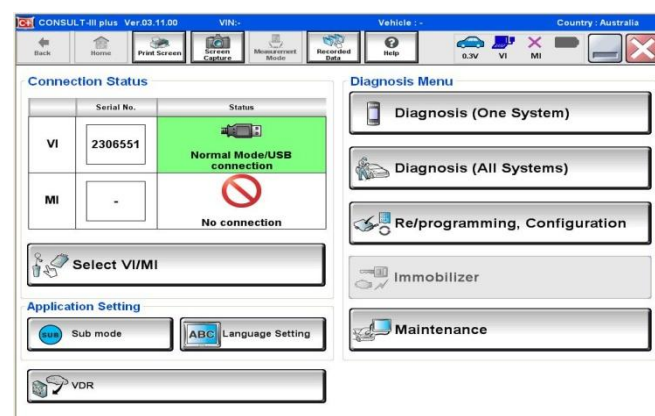 CONSULT-III plus Ver.03.11.00 VIN:- Vehicle : - Country : Australia
Back Home Print Screen Screen Capture Measurement Mode Recorded Data Help 0.3V VI MI
Connection Status
Serial No. Status
VI 2306551 Normal Mode/USB connection
MI - No connection
Select VI/MI
Application Setting
SUB Sub mode ABC Language Setting
VDR
Diagnosis Menu
Diagnosis (One System)
Diagnosis (All Systems)
Re/programming, Configuration
Immobilizer
Maintenance